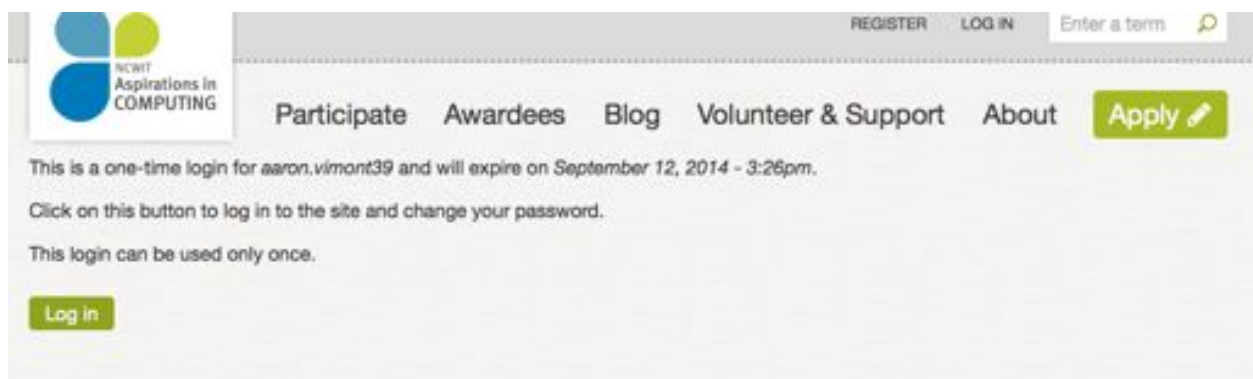 REGISTER LOG IN Enter a term
NCWIT
Aspirations in
COMPUTING
Participate Awardees Blog Volunteer & Support About Apply
This is a one-time login for aaron.vimont39 and will expire on September 12, 2014 - 3:26pm.
Click on this button to log in to the site and change your password.
This login can be used only once.
Log in